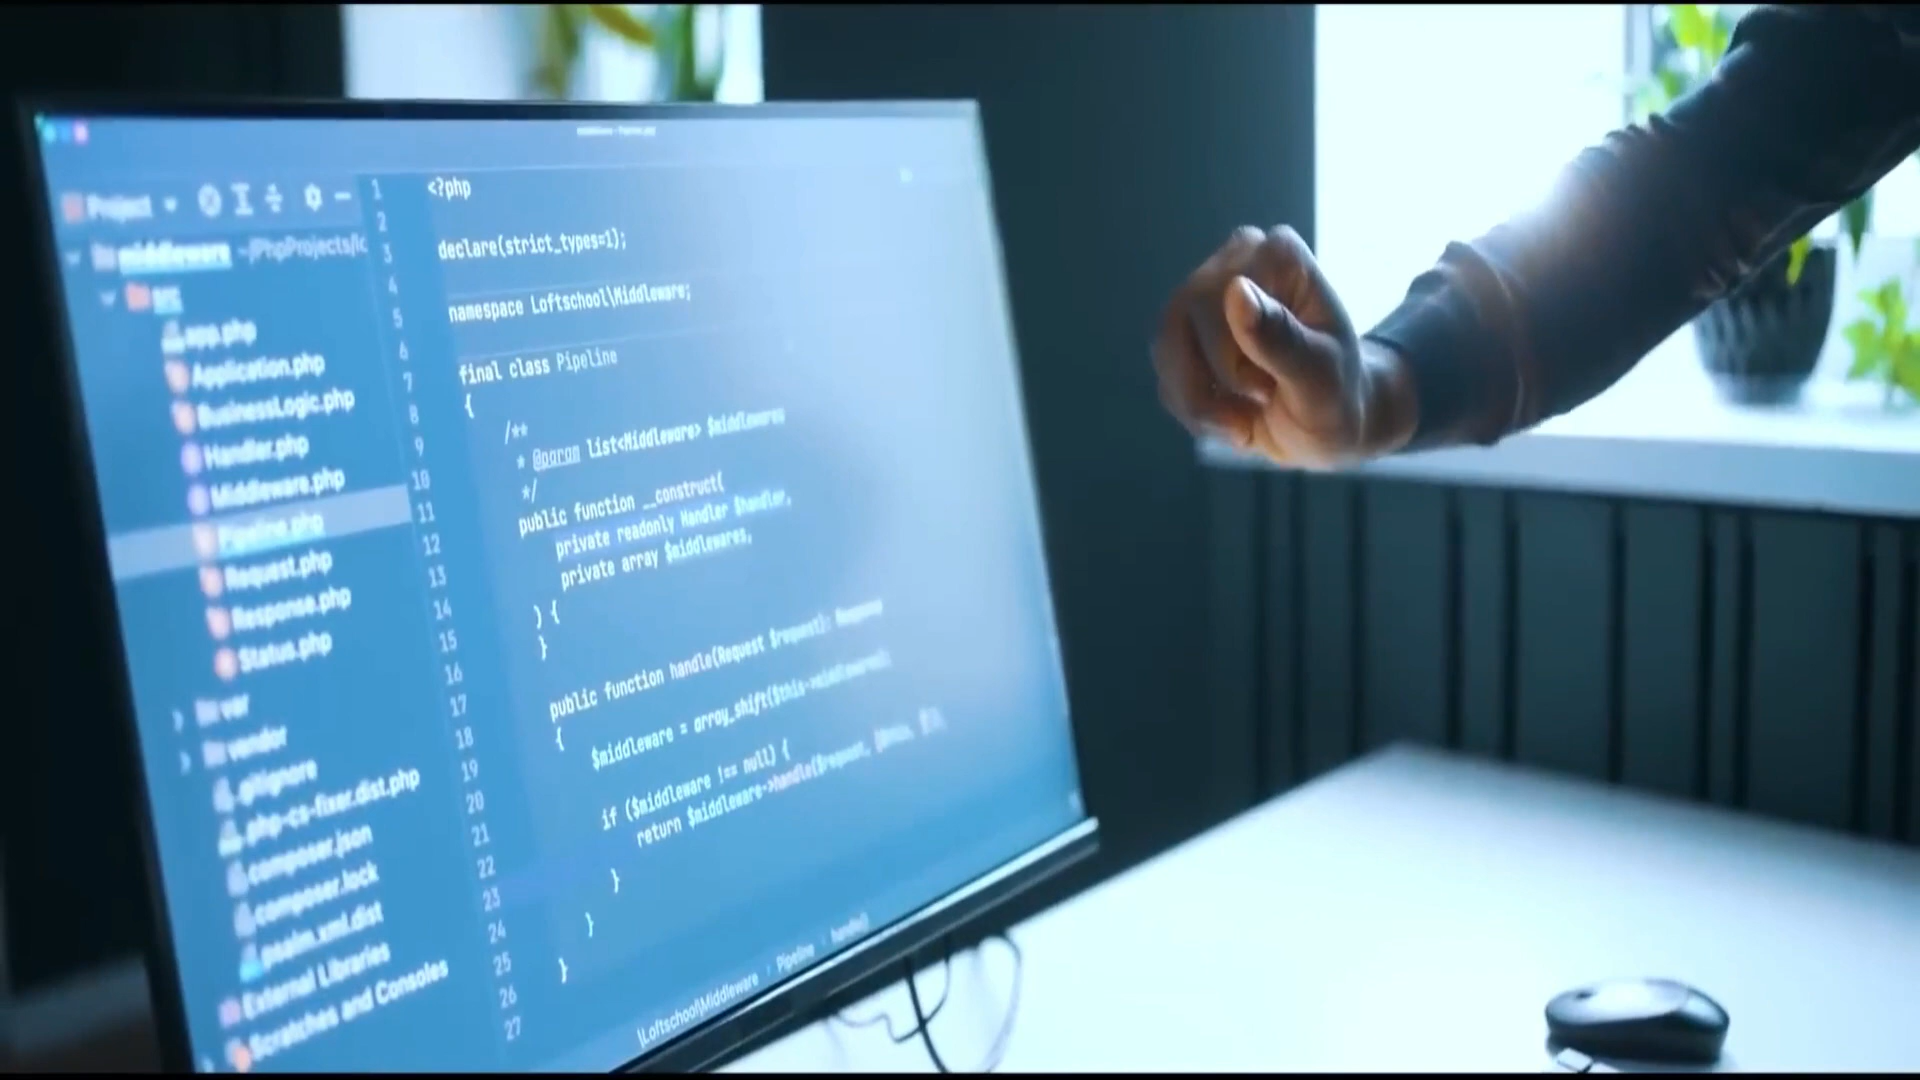 Project
middleware ~/PhpProjects/lo
src
app.php
Application.php
BusinessLogic.php
Handler.php
Middleware.php
Pipeline.php
Request.php
Response.php
Status.php
var
vendor
.gitignore
.php-cs-fixer.dist.php
composer.json
composer.lock
psalm.xml.dist
External Libraries
Scratches and Consoles
1
2
3
4
5
6
7
8
9
10
11
12
13
14
15
16
17
18
19
20
21
22
23
24
25
26
27
<?php
declare(strict_types=1);
namespace Loftschool\Middleware;
final class Pipeline
{
/**
* @param list<Middleware> $middlewares
*/
public function __construct(
private readonly Handler $handler,
private array $middlewares,
) {
}
public function handle(Request $request): Response
{
$middleware = array_shift($this->middlewares);
if ($middleware !== null) {
return $middleware->handle($request,
}
}
}
\Loftschool\Middleware › Pipeline › handle()